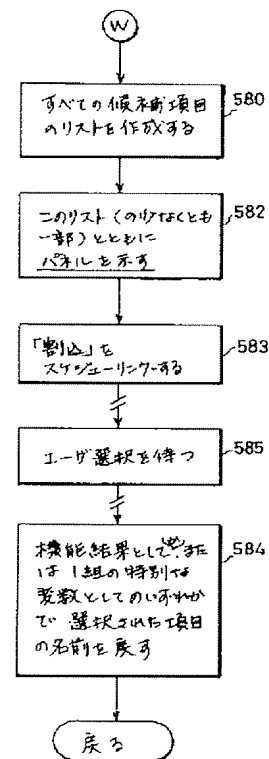 W
すべての候補項目
のリストを作成する
580
このリスト(の少なくとも
一部)とともに
パネルを示す
582
「割込」を
スケジューリングする
583
ユーザ選択を待つ
585
機能結果として、また
は1組の特別な
変数としてのいずれか
で選択された項目
の名前を戻す
584
戻る